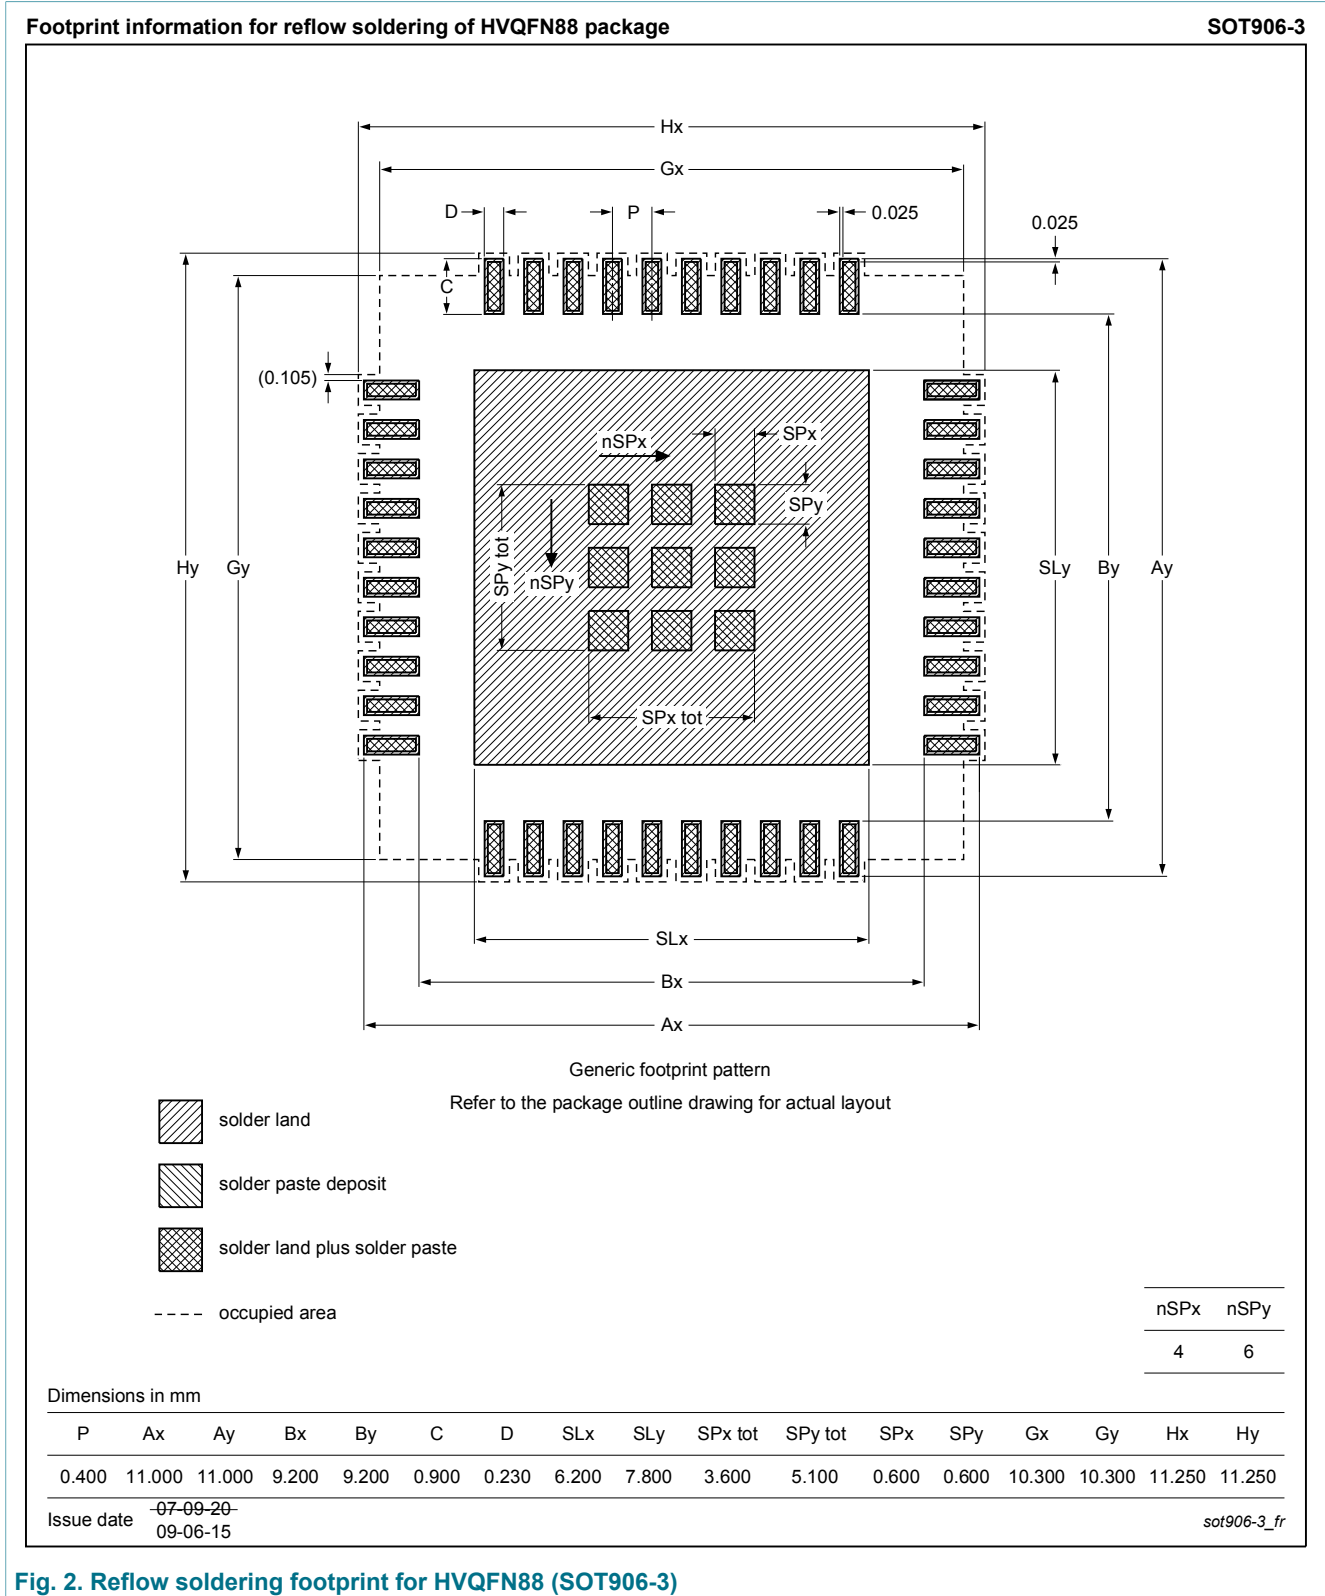 Footprint information for reflow soldering of HVQFN88 package SOT906-3
Hx
Gx
D P 0.025
0.025
C
(0.105)
nSPx SPx
SPy
Hy Gy SPy tot nSPy SLy By Ay
SPx tot
SLx
Bx
Ax
Generic footprint pattern
Refer to the package outline drawing for actual layout
solder land
solder paste deposit
solder land plus solder paste
occupied area
nSPx nSPy
4 6
Dimensions in mm
P Ax Ay Bx By C D SLx SLy SPx tot SPy tot SPx SPy Gx Gy Hx Hy
0.400 11.000 11.000 9.200 9.200 0.900 0.230 6.200 7.800 3.600 5.100 0.600 0.600 10.300 10.300 11.250 11.250
Issue date 07-09-20
09-06-15
sot906-3_fr
Fig. 2. Reflow soldering footprint for HVQFN88 (SOT906-3)